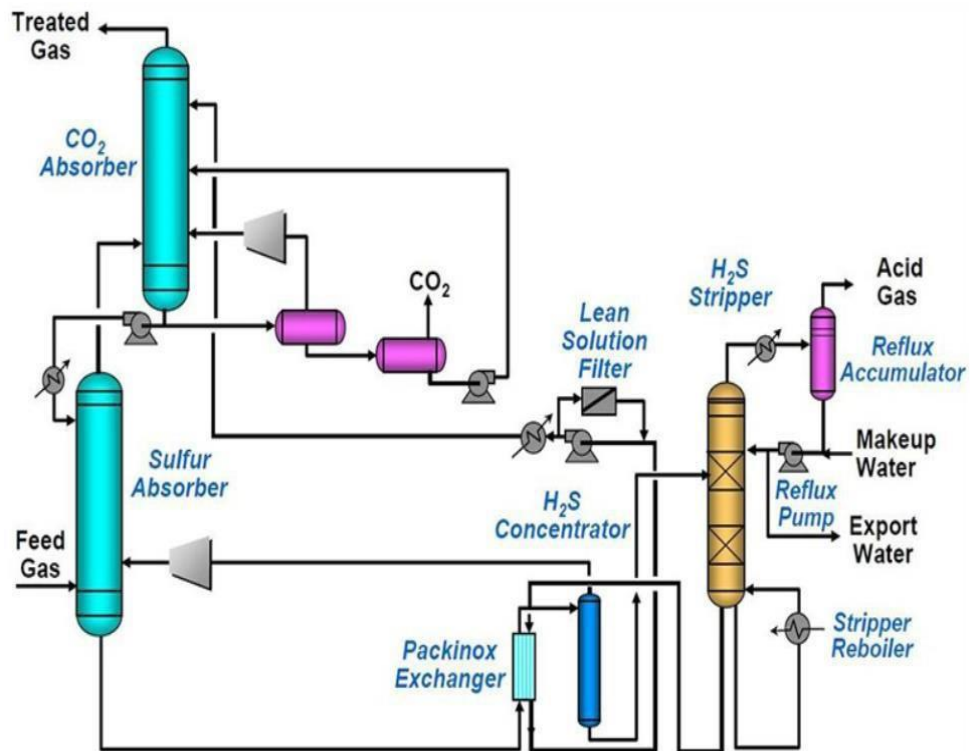 Treated
Gas
CO₂
Absorber
CO₂
H₂S
Stripper
Acid
Gas
Lean
Solution
Filter
Reflux
Accumulator
Sulfur
Absorber
Makeup
Water
H₂S
Concentrator
Reflux
Pump
Export
Water
Feed
Gas
Packinox
Exchanger
Stripper
Reboiler